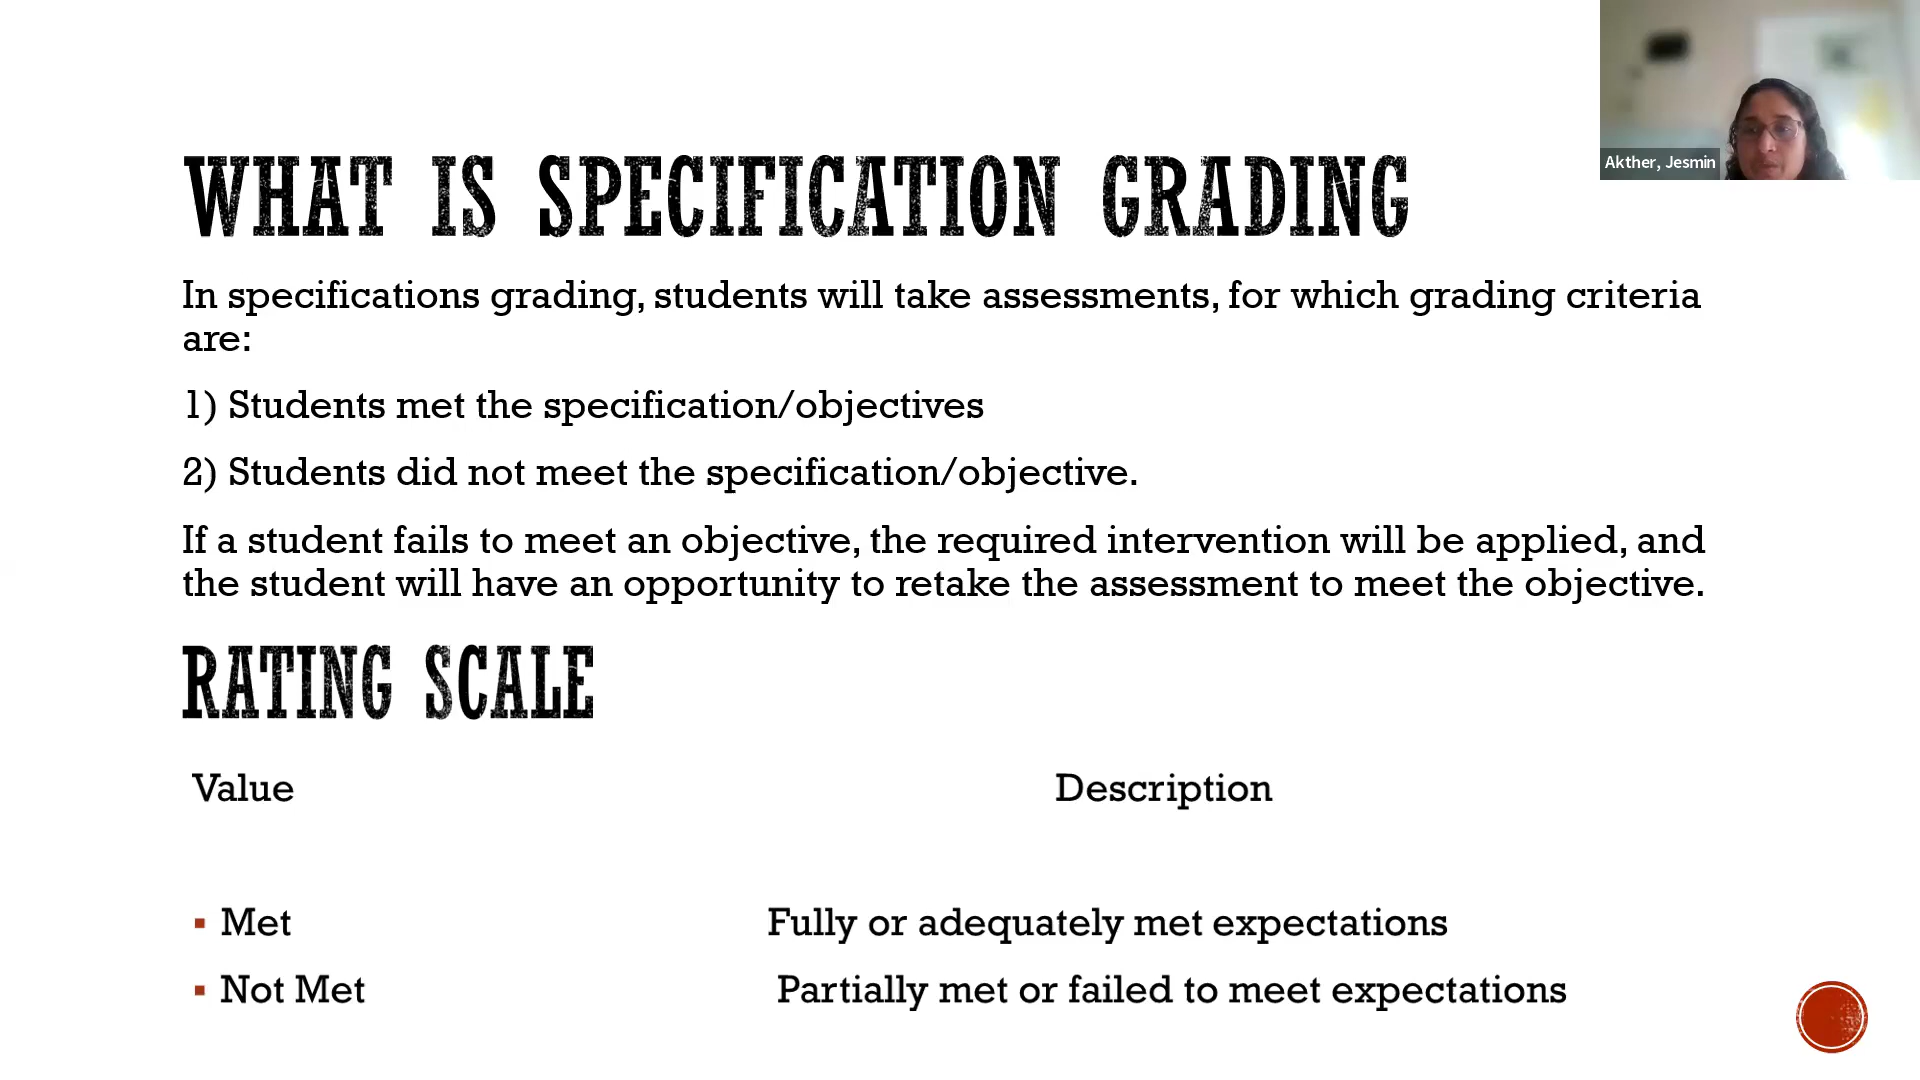 Akther, Jesmin
WHAT IS SPECIFICATION GRADING
In specifications grading, students will take assessments, for which grading criteria
are:
1) Students met the specification/objectives
2) Students did not meet the specification/objective.
If a student fails to meet an objective, the required intervention will be applied, and
the student will have an opportunity to retake the assessment to meet the objective.
RATING SCALE
Value Description
▪ Met Fully or adequately met expectations
▪ Not Met Partially met or failed to meet expectations